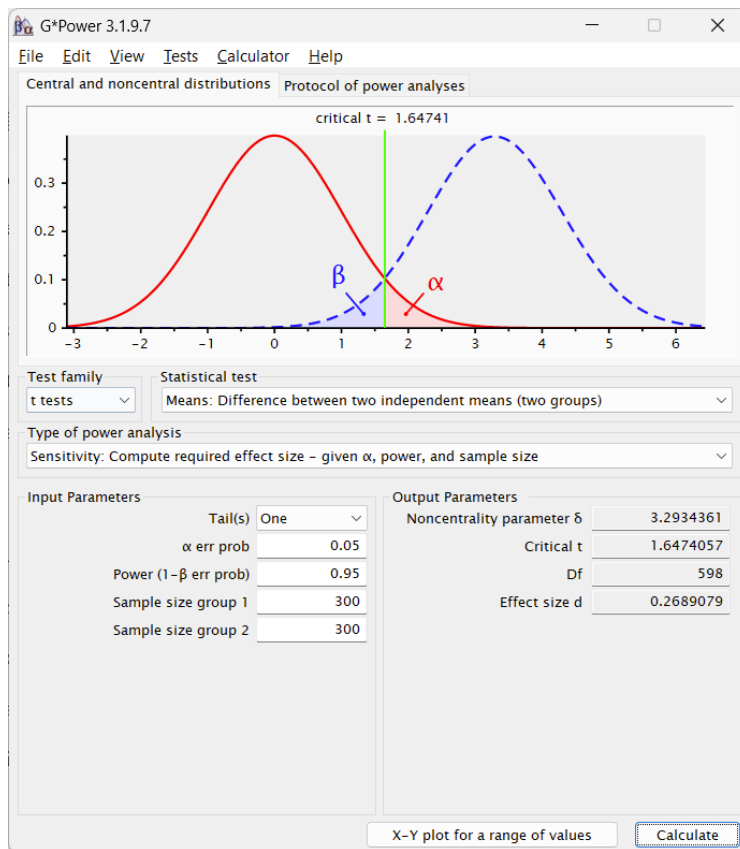 G*Power 3.1.9.7
File Edit View Tests Calculator Help
Central and noncentral distributions Protocol of power analyses
critical t = 1.64741
0.3
0.2
0.1
0
β
α
-3 -2 -1 0 1 2 3 4 5 6
Test family Statistical test
t tests Means: Difference between two independent means (two groups)
Type of power analysis
Sensitivity: Compute required effect size – given α, power, and sample size
Input Parameters Output Parameters
Tail(s) One Noncentrality parameter δ 3.2934361
α err prob 0.05 Critical t 1.6474057
Power (1-β err prob) 0.95 Df 598
Sample size group 1 300 Effect size d 0.2689079
Sample size group 2 300
X-Y plot for a range of values Calculate